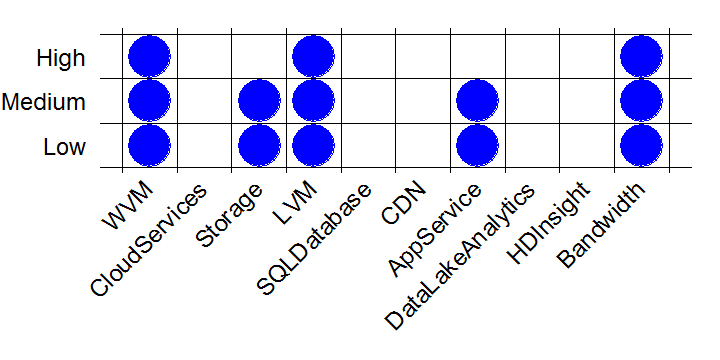 High
Medium
Low
WVM
CloudServices
Storage
LVM
SQLDatabase
CDN
AppService
DataLakeAnalytics
HDInsight
Bandwidth